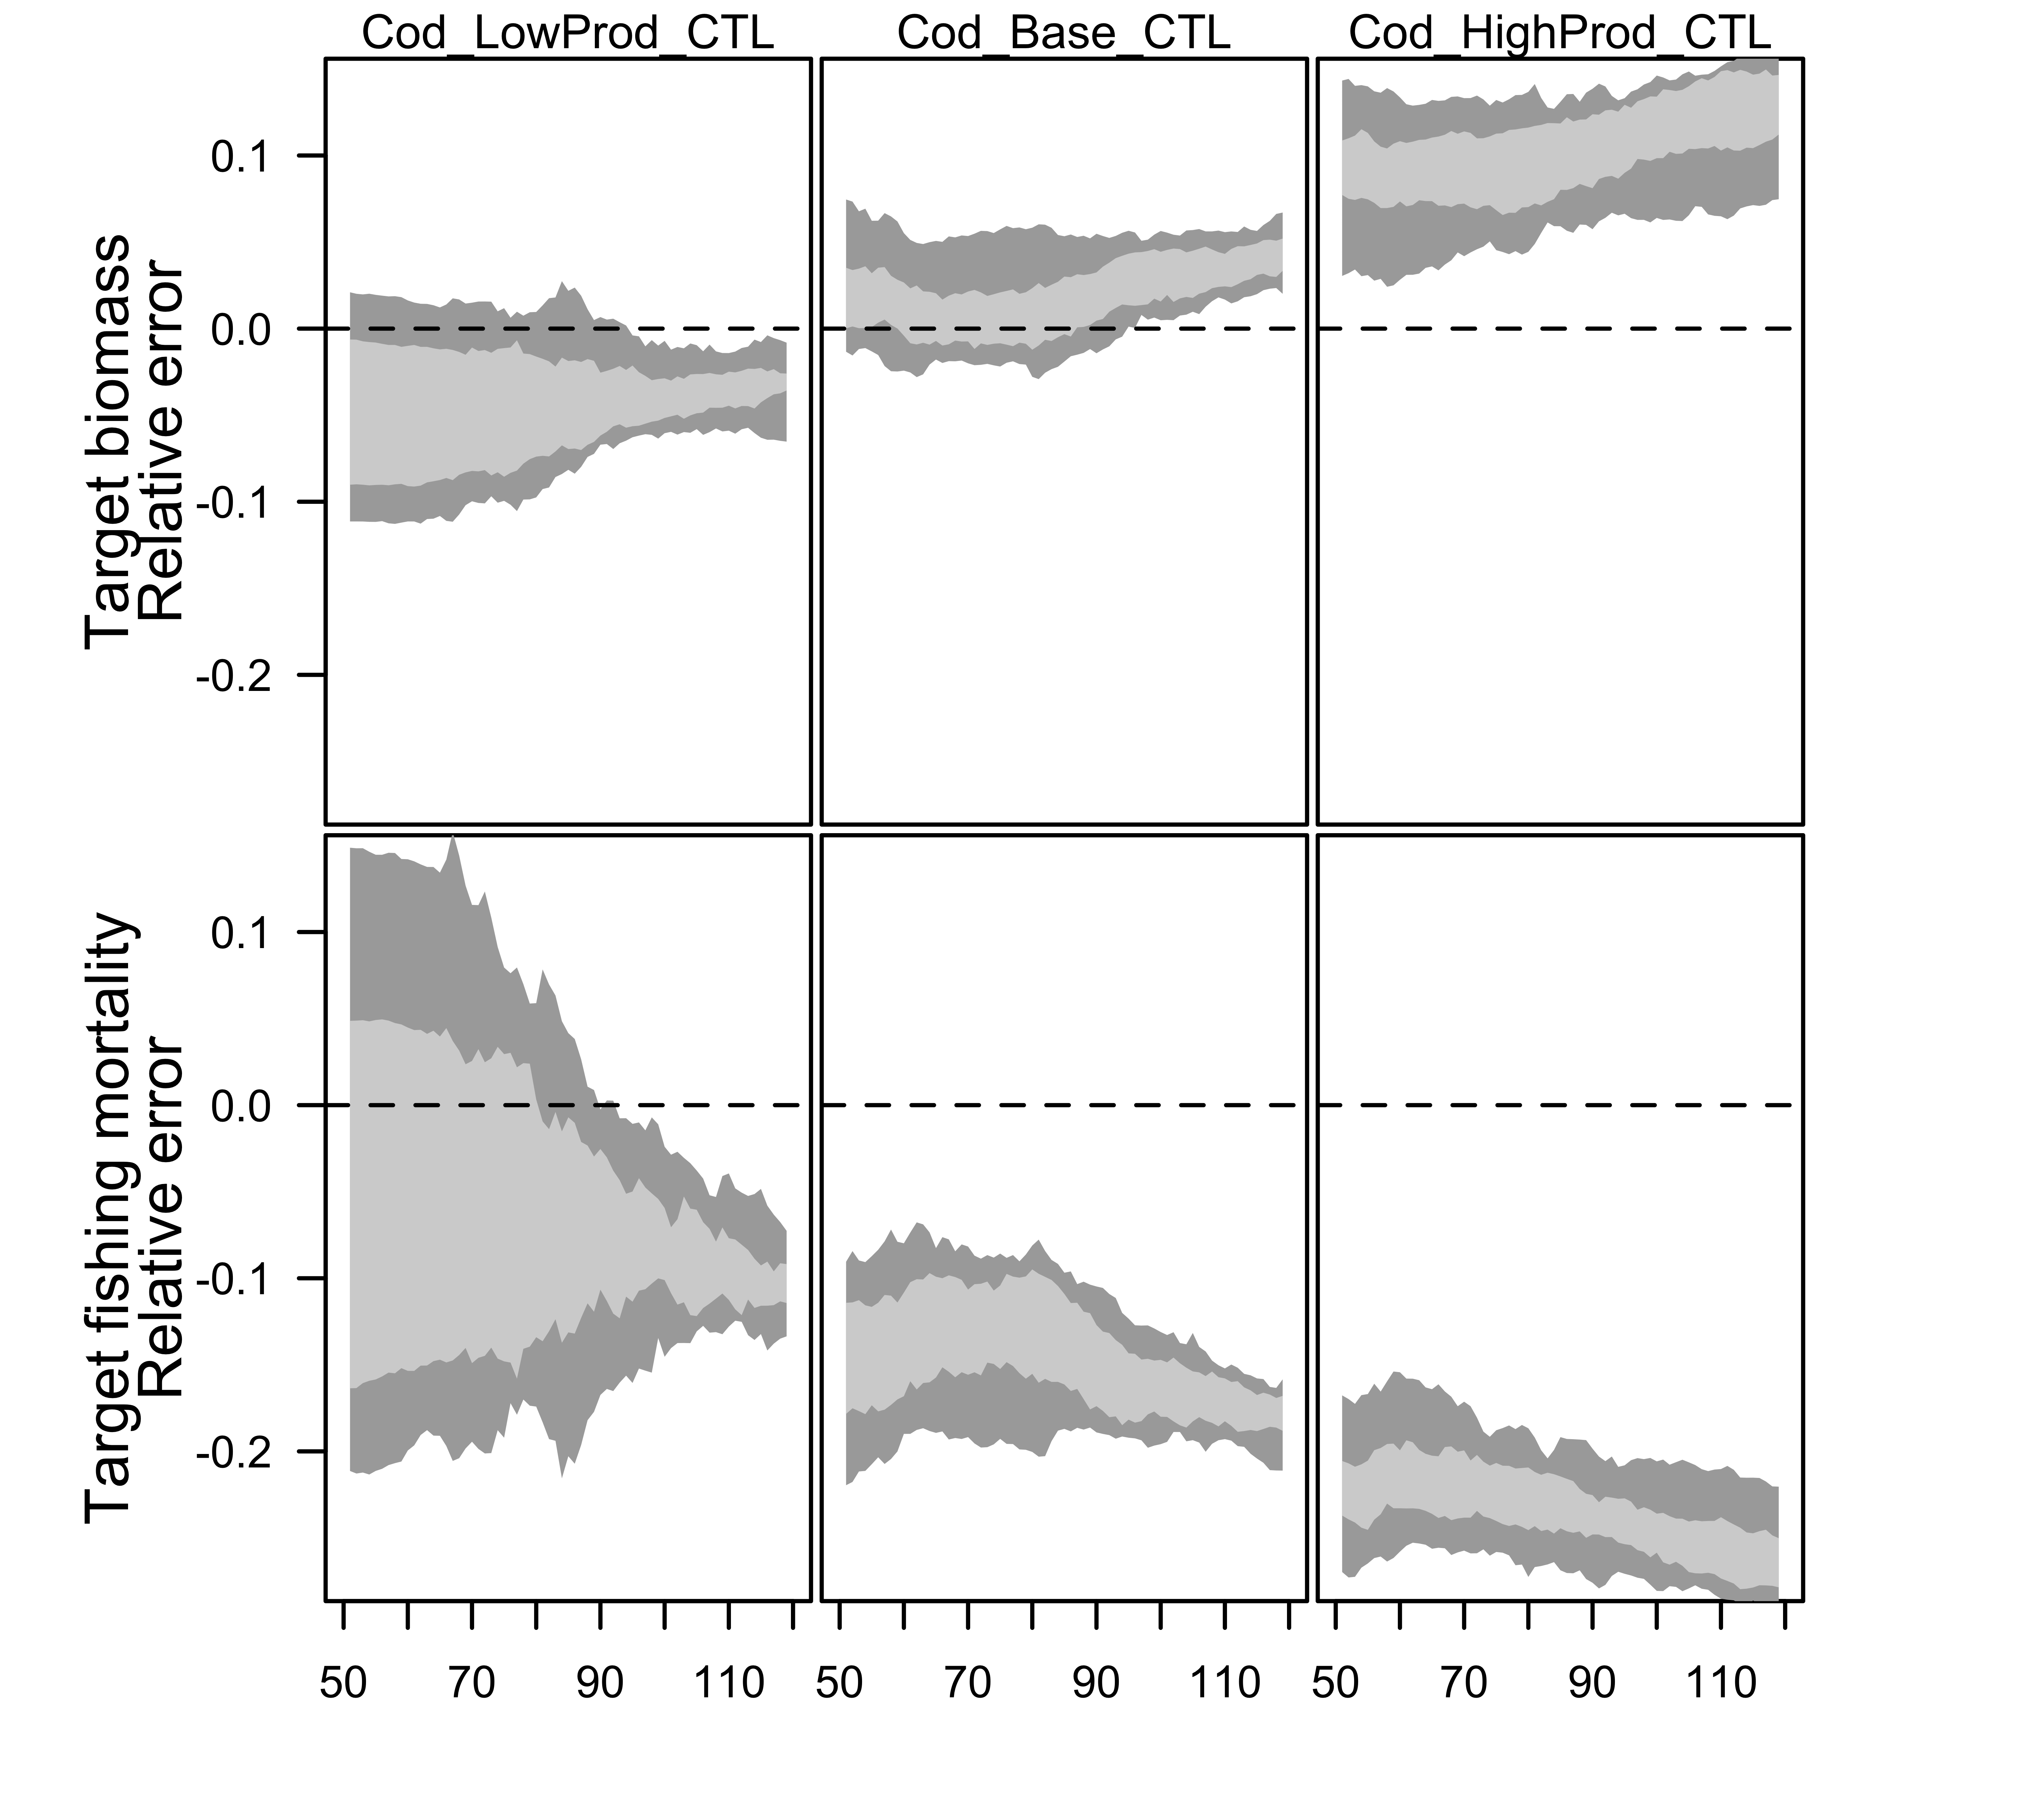 Cod_LowProd_CTL Cod_Base_CTL Cod_HighProd_CTL
Target biomass
Relative error
0.1
0.0
-0.1
-0.2
Target fishing mortality
Relative error
0.1
0.0
-0.1
-0.2
50 70 90 110 50 70 90 110 50 70 90 110